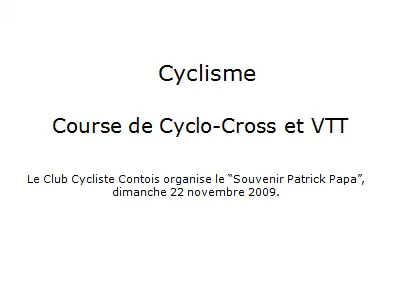 Cyclisme
Course de Cyclo-Cross et VTT
Le Club Cycliste Contois organise le “Souvenir Patrick Papa”,
dimanche 22 novembre 2009.